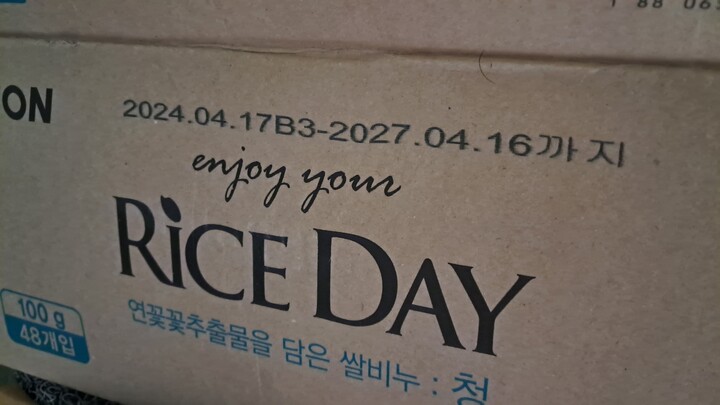 ON
2024.04.17B3-2027.04.16까지
enjoy your
RiCE DAY
100 g
48개입
연꽃꽃추출물을 담은 쌀비누 : 청